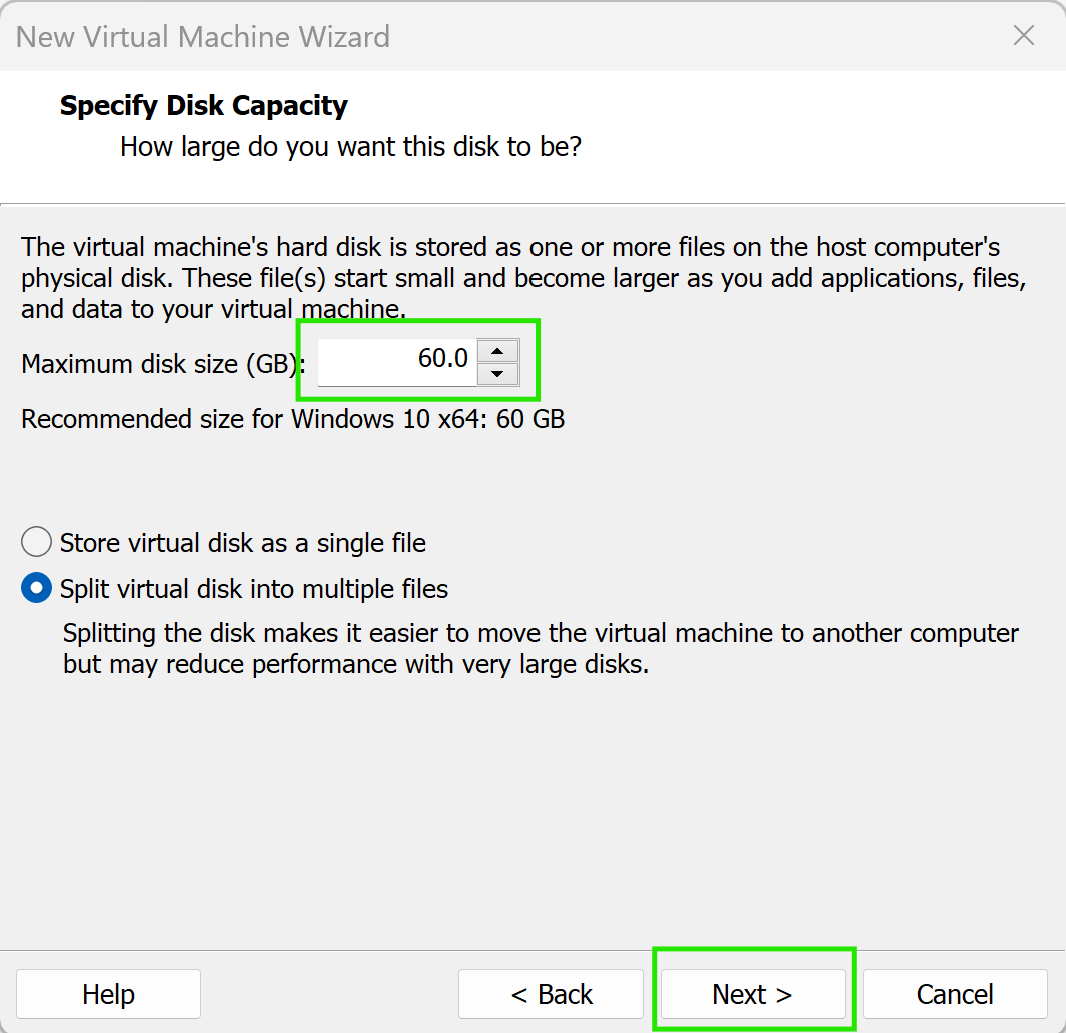 New Virtual Machine Wizard
Specify Disk Capacity
How large do you want this disk to be?
The virtual machine's hard disk is stored as one or more files on the host computer's
physical disk. These file(s) start small and become larger as you add applications, files,
and data to your virtual machine.
Maximum disk size (GB): 60.0
Recommended size for Windows 10 x64: 60 GB
Store virtual disk as a single file
Split virtual disk into multiple files
Splitting the disk makes it easier to move the virtual machine to another computer
but may reduce performance with very large disks.
Help < Back Next > Cancel